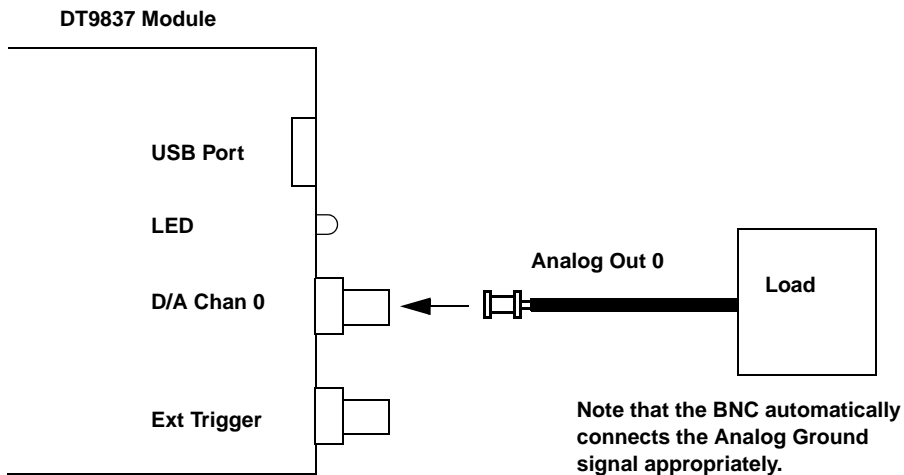 DT9837 Module
USB Port
LED
D/A Chan 0
Ext Trigger
Analog Out 0
Load
Note that the BNC automatically
connects the Analog Ground
signal appropriately.